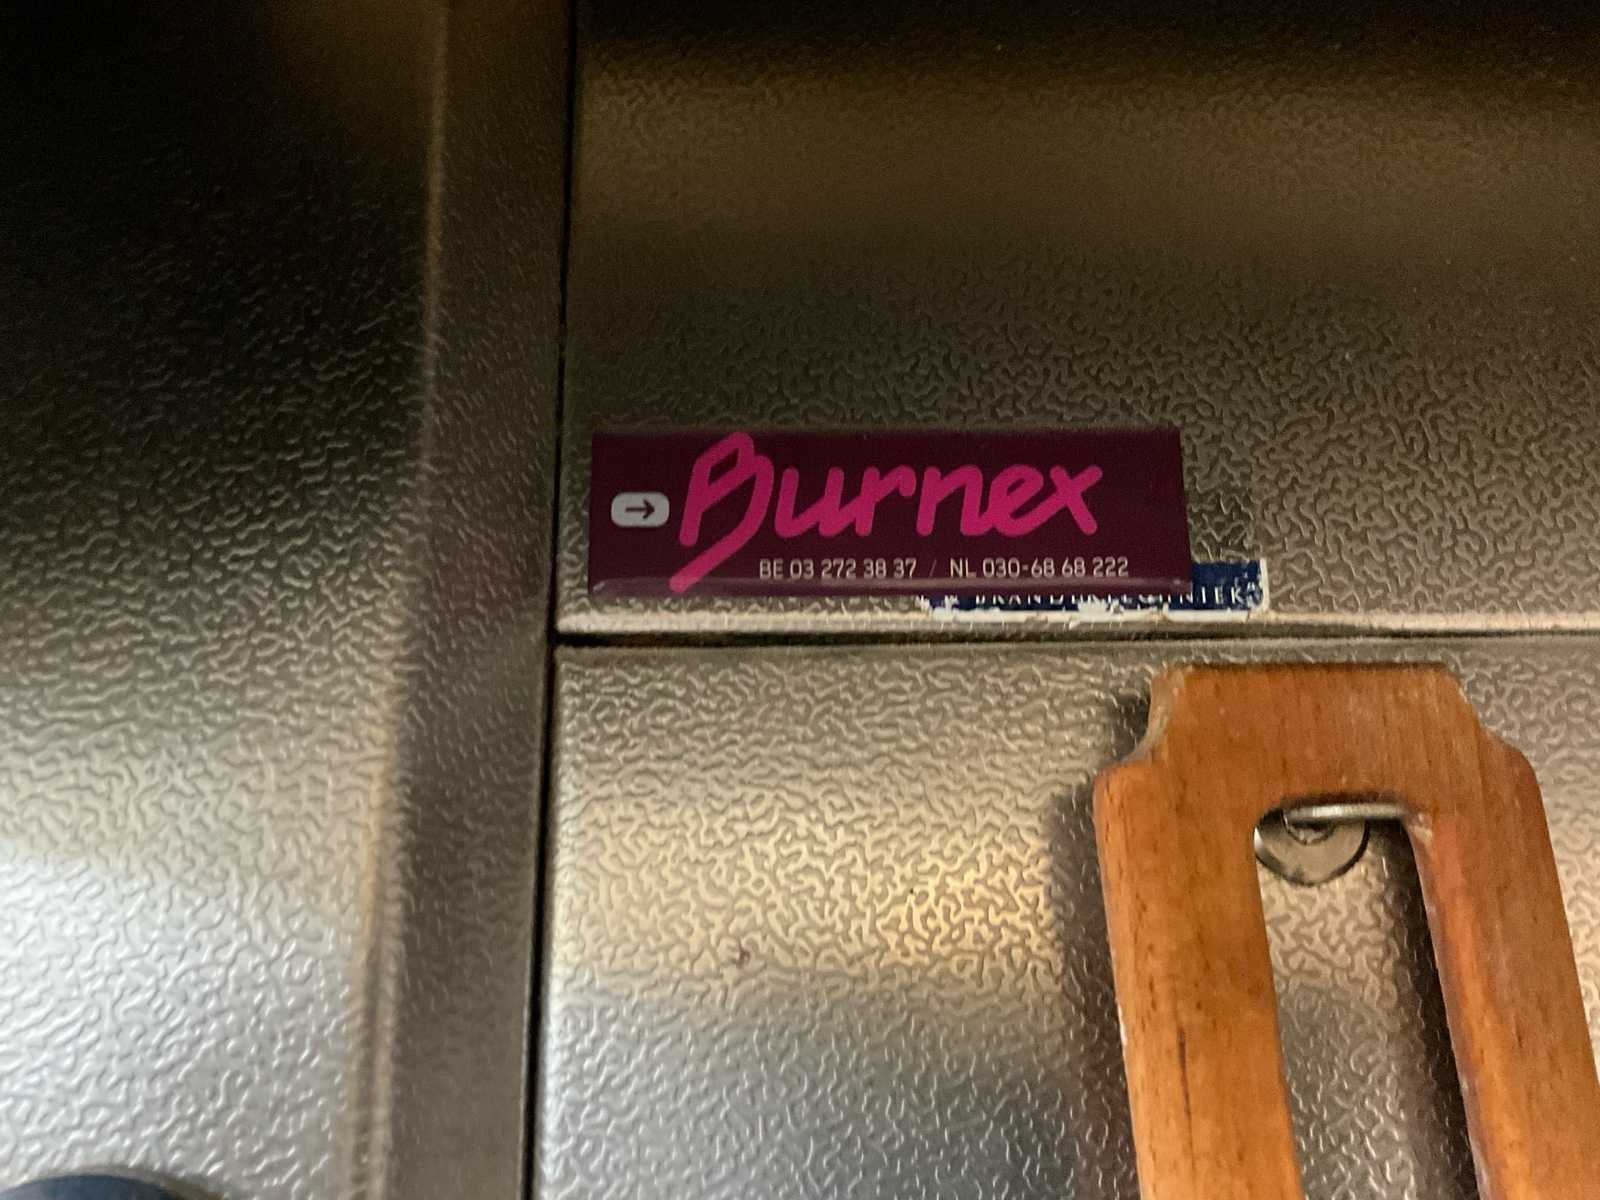 → Burnex
BE 03 272 38 37 / NL 030-68 68 222